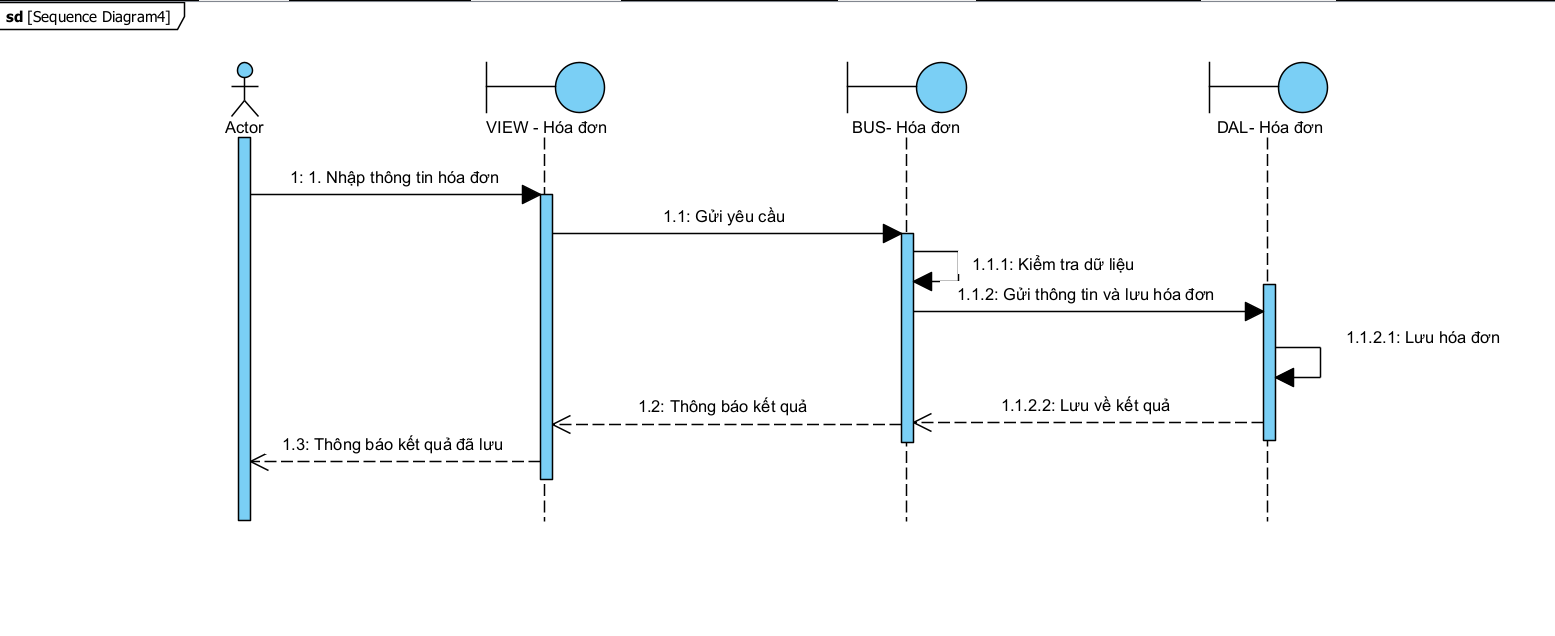 sd [Sequence Diagram4]
Actor
VIEW - Hóa đơn
BUS- Hóa đơn
DAL- Hóa đơn
1: 1. Nhập thông tin hóa đơn
1.1: Gửi yêu cầu
1.1.1: Kiểm tra dữ liệu
1.1.2: Gửi thông tin và lưu hóa đơn
1.1.2.1: Lưu hóa đơn
1.1.2.2: Lưu về kết quả
1.2: Thông báo kết quả
1.3: Thông báo kết quả đã lưu